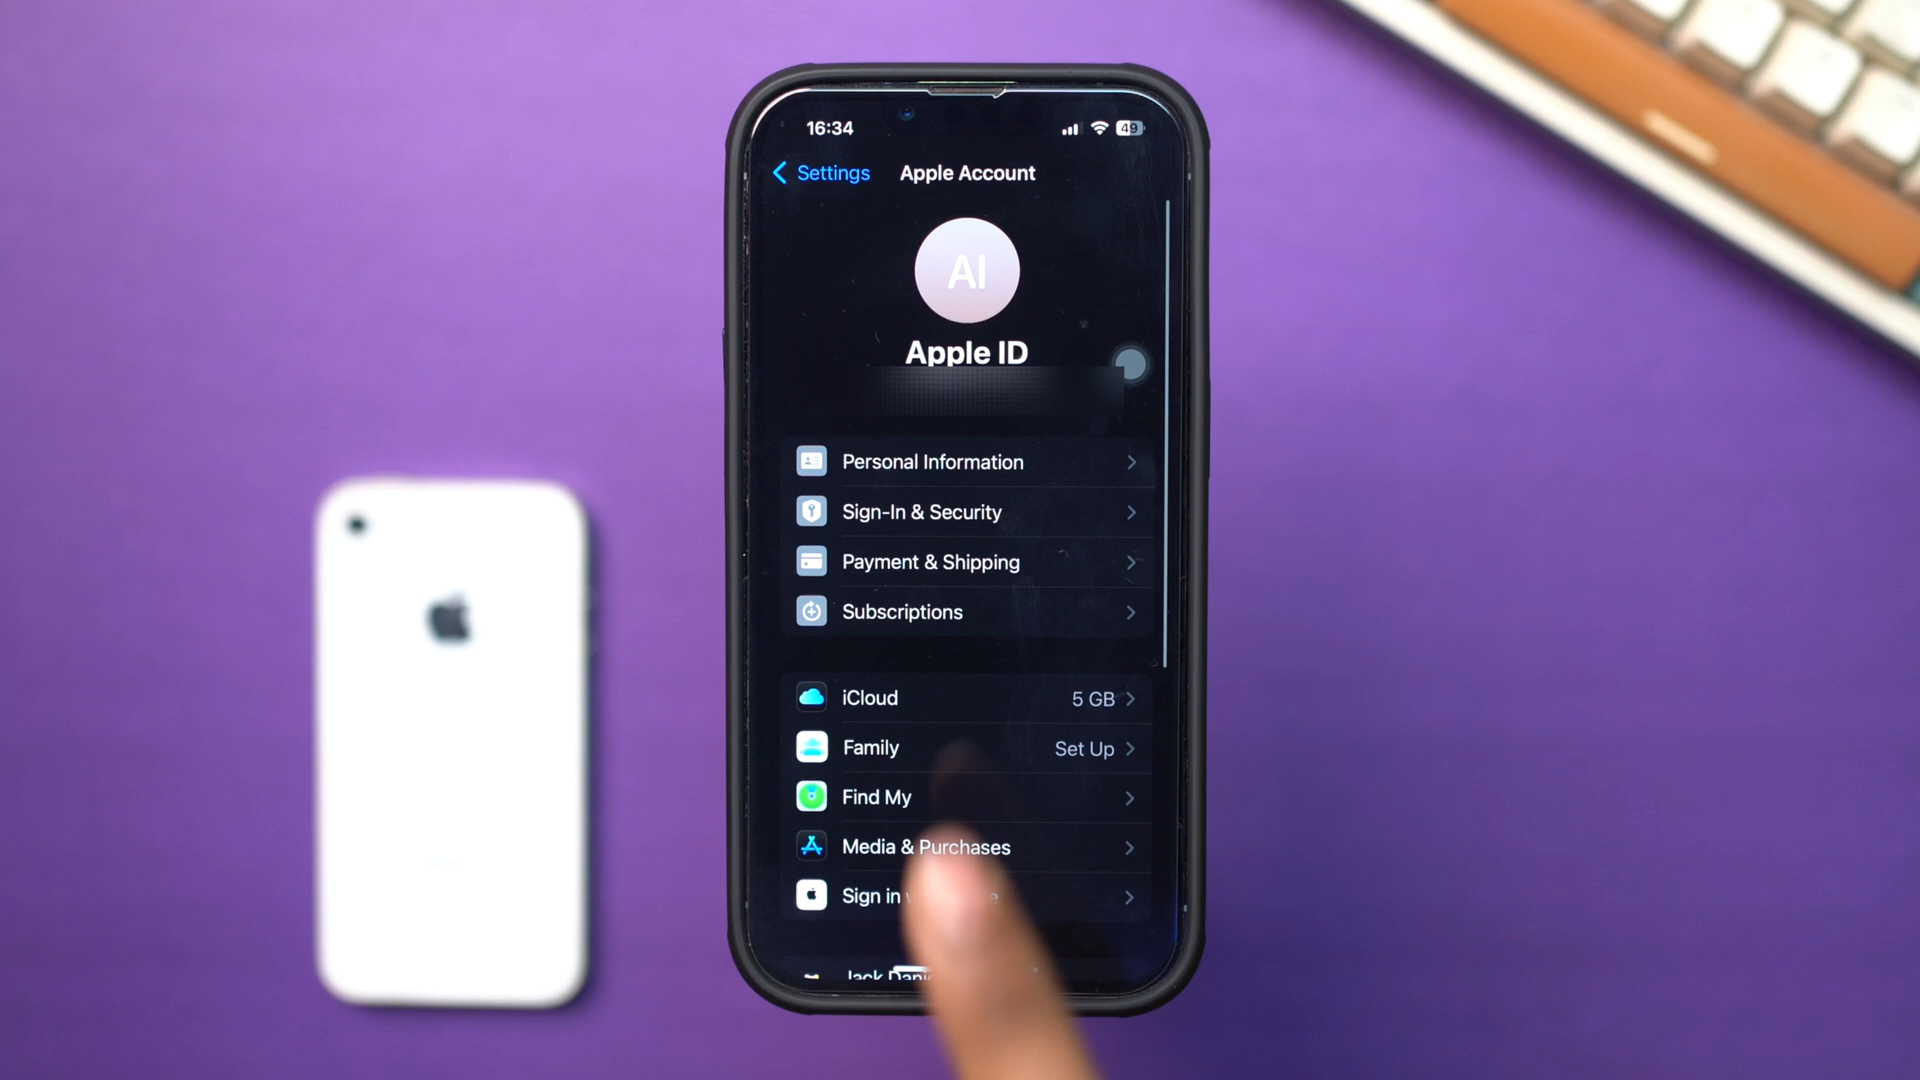 16:34
49
Settings
Apple Account
AI
Apple ID
Personal Information
Sign-In & Security
Payment & Shipping
Subscriptions
iCloud 5 GB
Family Set Up
Find My
Media & Purchases
Sign in
Jack